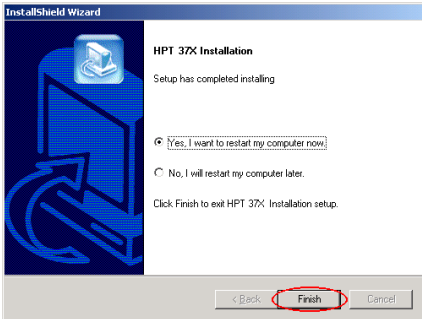 InstallShield Wizard
HPT 37X Installation
Setup has completed installing
Yes, I want to restart my computer now.
No, I will restart my computer later.
Click Finish to exit HPT 37X Installation setup.
< Back
Finish
Cancel